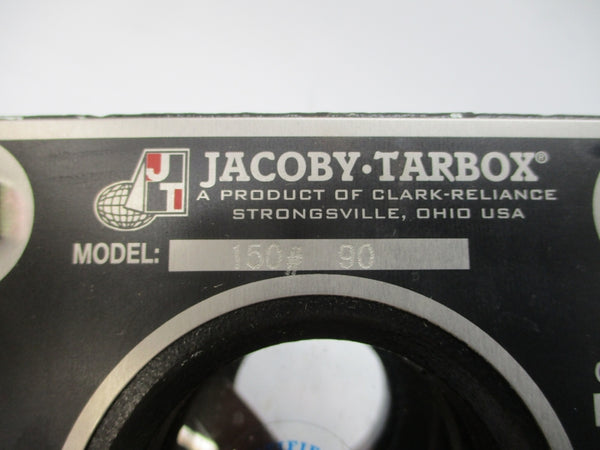 JT JACOBY·TARBOX®
A PRODUCT OF CLARK-RELIANCE
STRONGSVILLE, OHIO USA
MODEL: 150# 90